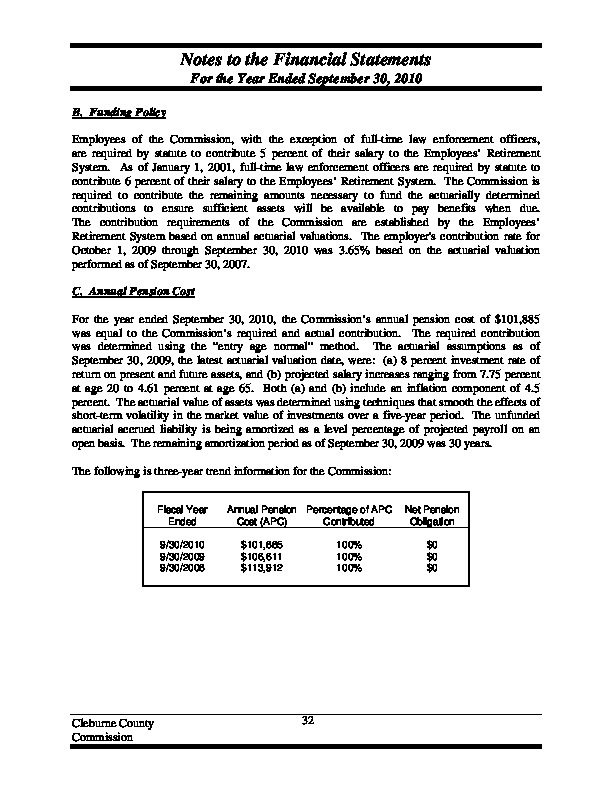 Notes to the Financial Statements
For the Year Ended September 30, 2010
B. Funding Policy
Employees of the Commission, with the exception of full-time law enforcement officers,
are required by statute to contribute 5 percent of their salary to the Employees' Retirement
System. As of January 1, 2001, full-time law enforcement officers are required by statute to
contribute 6 percent of their salary to the Employees' Retirement System. The Commission is
required to contribute the remaining amounts necessary to fund the actuarially determined
contributions to ensure sufficient assets will be available to pay benefits when due.
The contribution requirements of the Commission are established by the Employees'
Retirement System based on annual actuarial valuations. The employer's contribution rate for
October 1, 2009 through September 30, 2010 was 3.65% based on the actuarial valuation
performed as of September 30, 2007.
C. Annual Pension Cost
For the year ended September 30, 2010, the Commission's annual pension cost of $101,885
was equal to the Commission's required and actual contribution. The required contribution
was determined using the "entry age normal" method. The actuarial assumptions as of
September 30, 2009, the latest actuarial valuation date, were: (a) 8 percent investment rate of
return on present and future assets, and (b) projected salary increases ranging from 7.75 percent
at age 20 to 4.61 percent at age 65. Both (a) and (b) include an inflation component of 4.5
percent. The actuarial value of assets was determined using techniques that smooth the effects of
short-term volatility in the market value of investments over a five-year period. The unfunded
actuarial accrued liability is being amortized as a level percentage of projected payroll on an
open basis. The remaining amortization period as of September 30, 2009 was 30 years.
The following is three-year trend information for the Commission:
Fiscal Year Annual Pension Percentage of APC Net Pension
Ended Cost (APC) Contributed Obligation
9/30/2010 $101,885 100% $0
9/30/2009 $106,611 100% $0
9/30/2008 $113,912 100% $0
Cleburne County 32
Commission